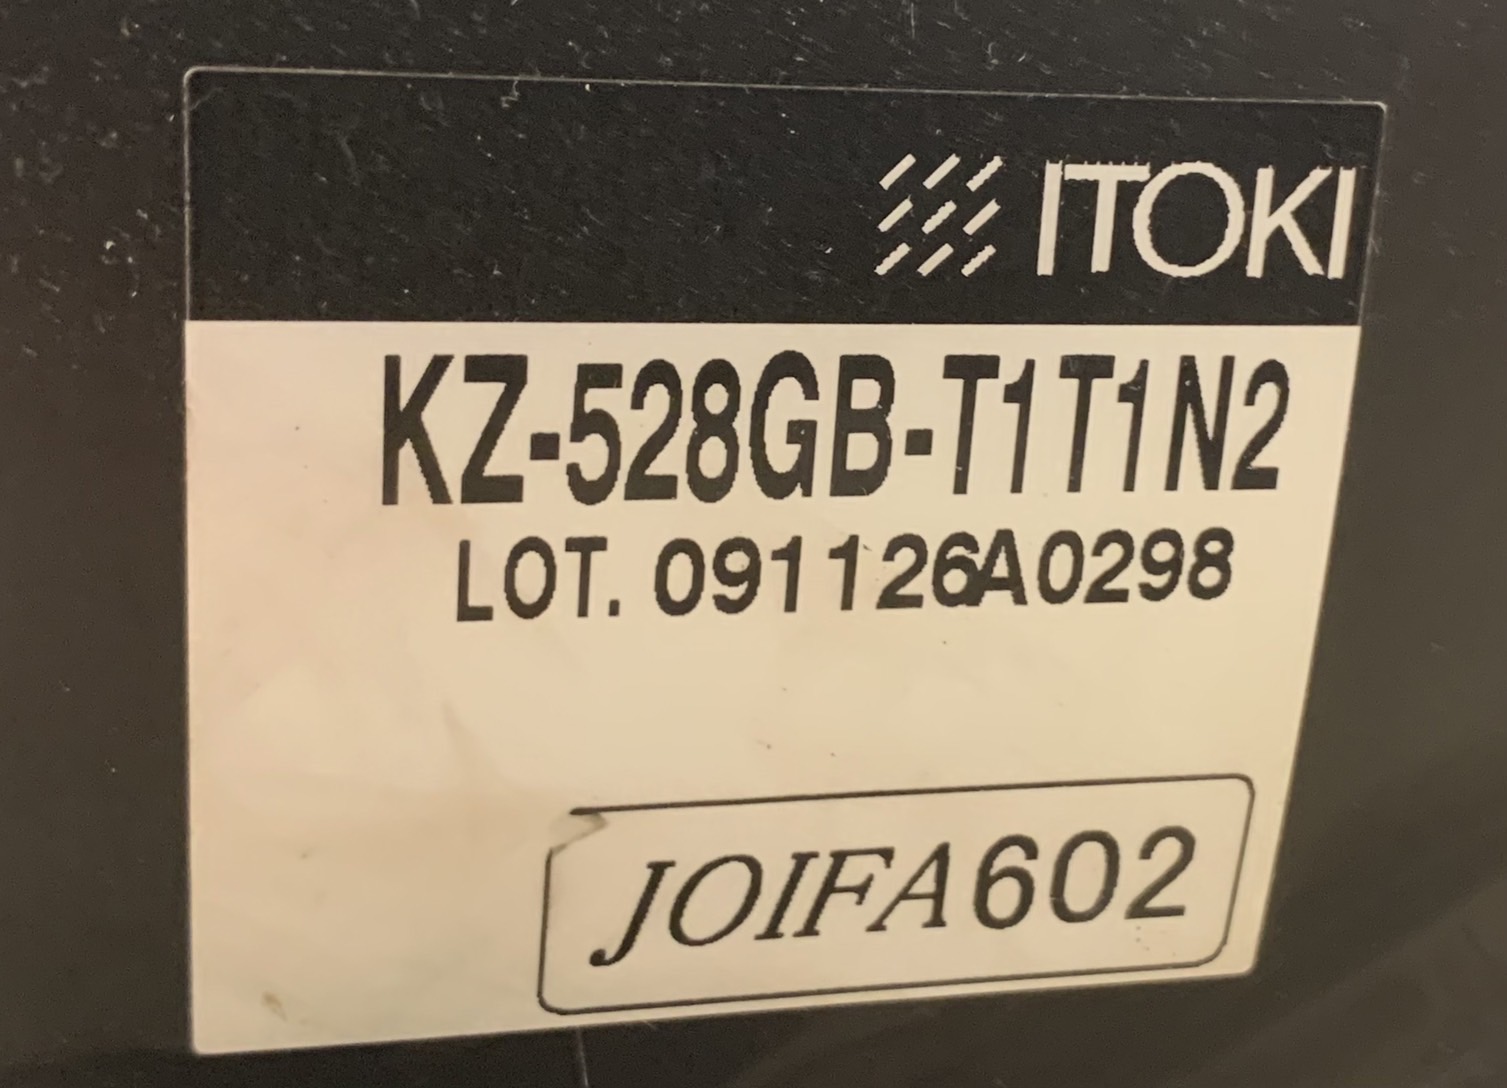 ITOKI
KZ-528GB-T1T1N2
LOT. 091126A0298
JOIFA602